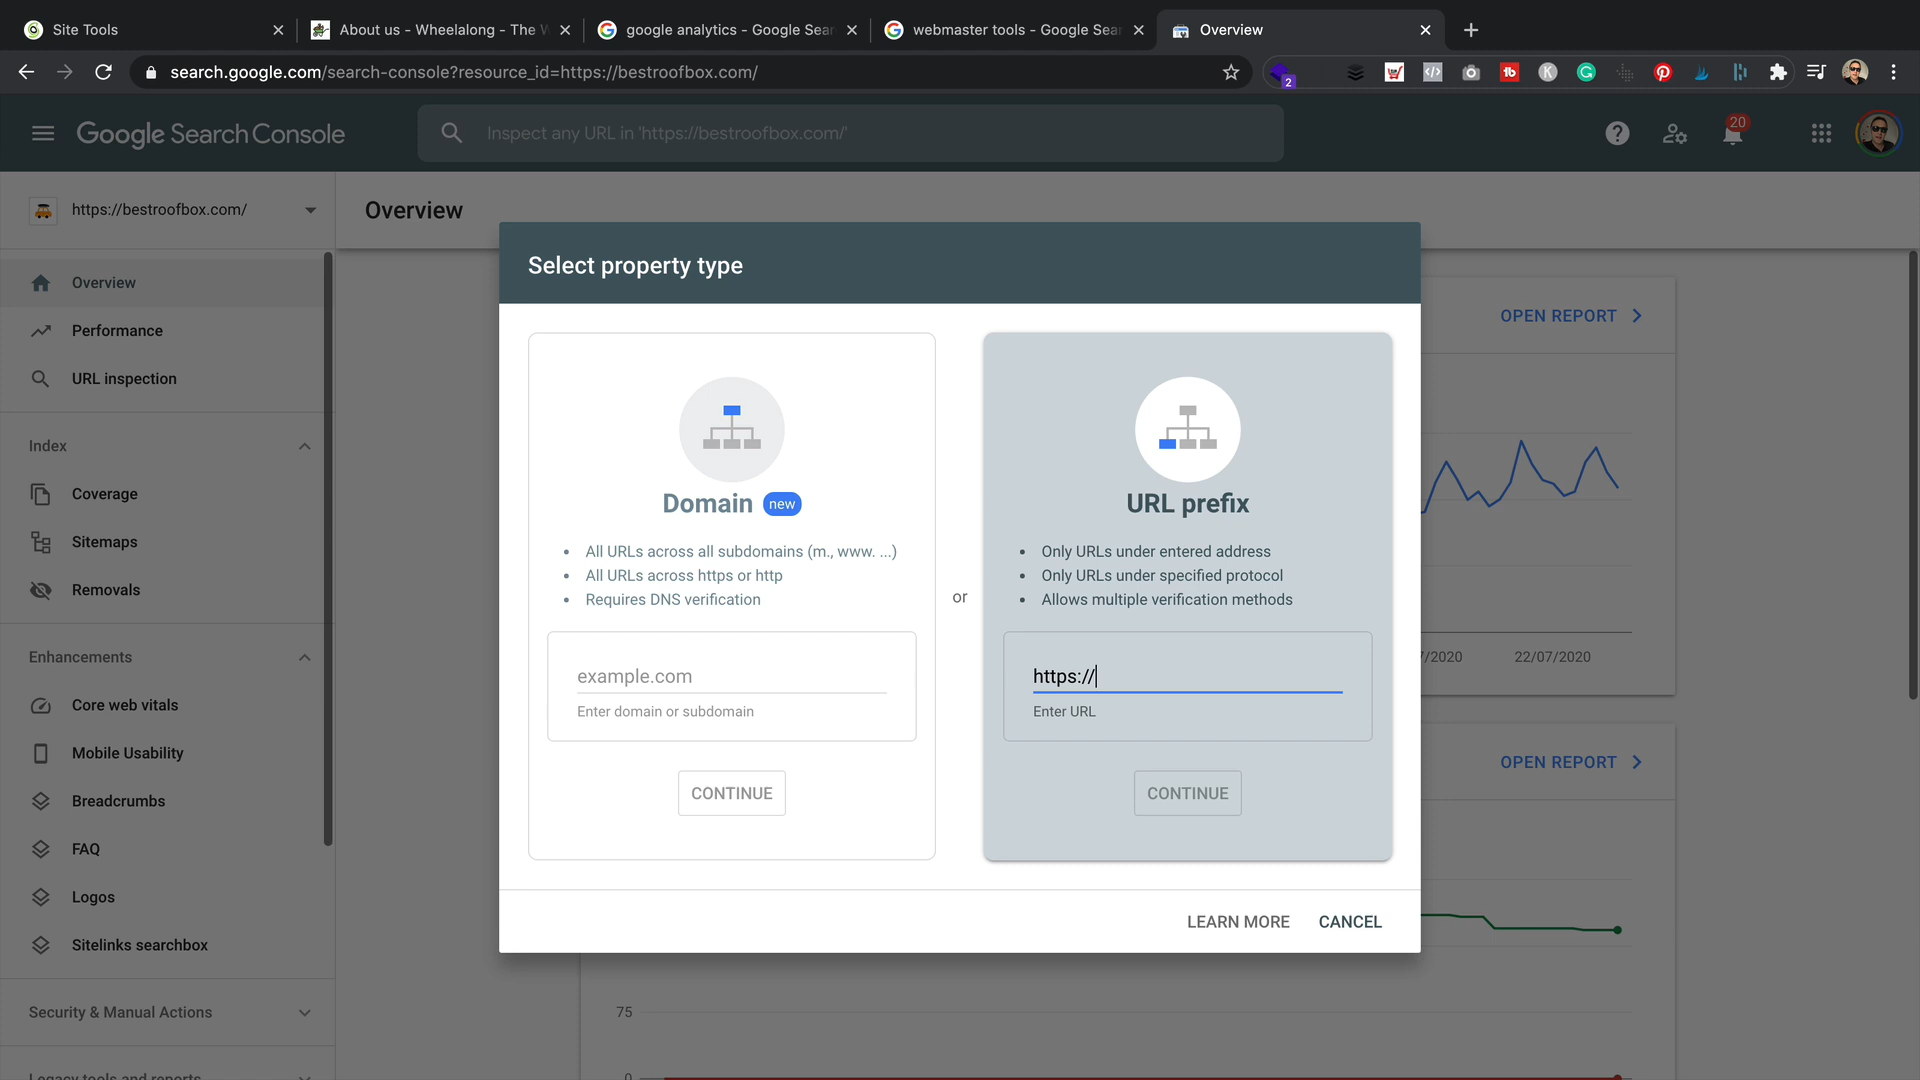 Site Tools
About us - Wheelalong - The W
google analytics - Google Sear
webmaster tools - Google Sear
Overview
search.google.com/search-console?resource_id=https://bestroofbox.com/
2
Google Search Console
Inspect any URL in 'https://bestroofbox.com/'
20
https://bestroofbox.com/
Overview
Overview
Performance
URL inspection
Index
Coverage
Sitemaps
Removals
Enhancements
Core web vitals
Mobile Usability
Breadcrumbs
FAQ
Logos
Sitelinks searchbox
Security & Manual Actions
Legacy tools and reports
Select property type
Domain new
All URLs across all subdomains (m., www. ...)
All URLs across https or http
Requires DNS verification
example.com
Enter domain or subdomain
CONTINUE
or
URL prefix
Only URLs under entered address
Only URLs under specified protocol
Allows multiple verification methods
https://
Enter URL
CONTINUE
LEARN MORE
CANCEL
OPEN REPORT
7/2020
22/07/2020
OPEN REPORT
75
0